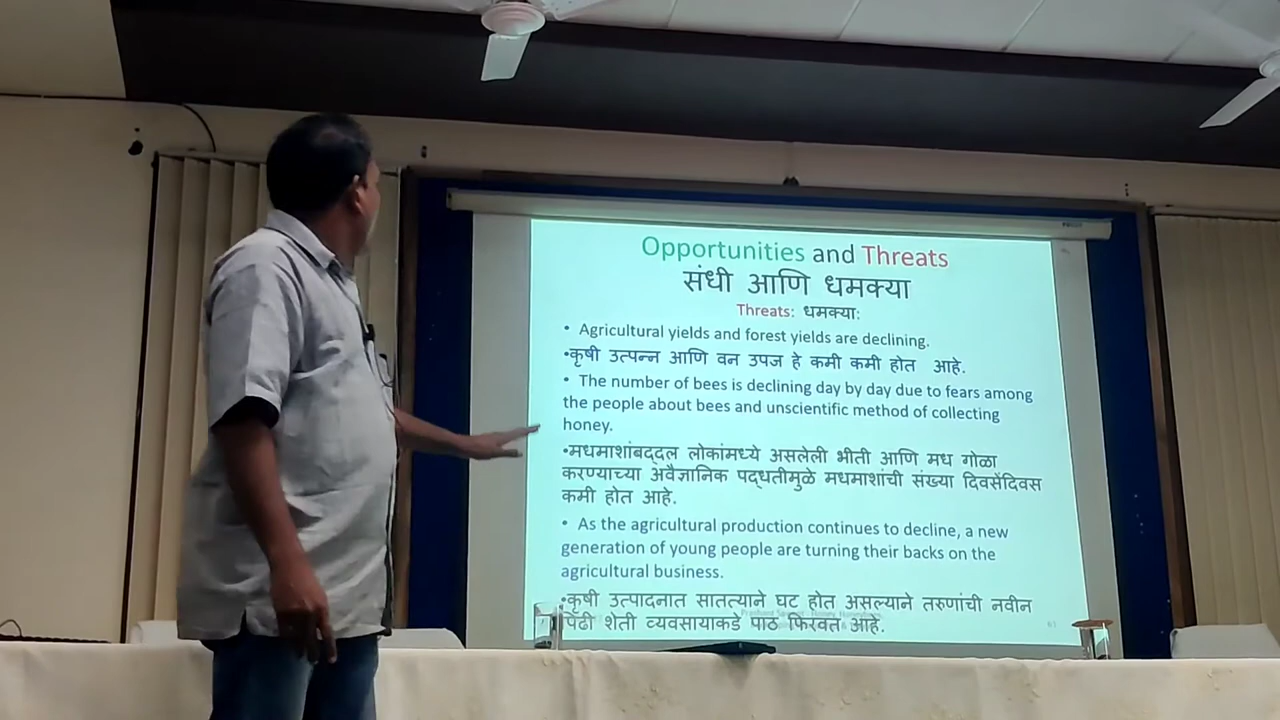 Opportunities and Threats
संधी आणि धमक्या
Threats: धमक्या:
• Agricultural yields and forest yields are declining.
•कृषी उत्पन्न आणि वन उपज हे कमी कमी होत आहे.
• The number of bees is declining day by day due to fears among
the people about bees and unscientific method of collecting
honey.
•मधमाशांबद्दल लोकांमध्ये असलेली भीती आणि मध गोळा
करण्याच्या अवैज्ञानिक पद्धतीमुळे मधमाशांची संख्या दिवसेंदिवस
कमी होत आहे.
• As the agricultural production continues to decline, a new
generation of young people are turning their backs on the
agricultural business.
•कृषी उत्पादनात सातत्याने घट होत असल्याने तरुणांची नवीन
पिढी शेती व्यवसायाकडे पाठ फिरवत आहे.